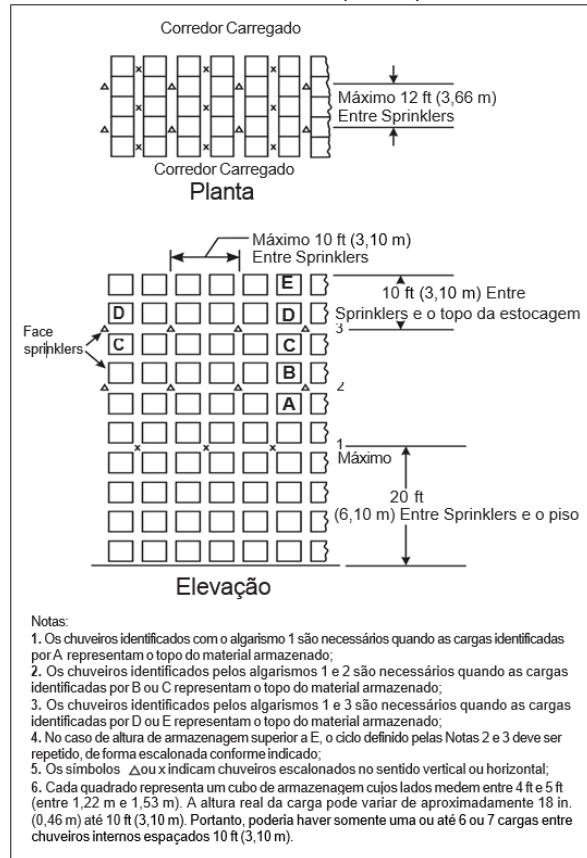 Corredor Carregado
Máximo 12 ft (3,66 m)
Entre Sprinklers
Corredor Carregado
Planta
Máximo 10 ft (3,10 m)
Entre Sprinklers
E
10 ft (3,10 m) Entre
Sprinklers e o topo da estocagem
D
D
3
Face
sprinklers
C
C
B
2
A
1
Máximo
20 ft
(6,10 m) Entre Sprinklers e o piso
Elevação
Notas:
1. Os chuveiros identificados com o algarismo 1 são necessários quando as cargas identificadas
por A representam o topo do material armazenado;
2. Os chuveiros identificados pelos algarismos 1 e 2 são necessários quando as cargas
identificadas por B ou C representam o topo do material armazenado;
3. Os chuveiros identificados pelos algarismos 1 e 3 são necessários quando as cargas
identificadas por D ou E representam o topo do material armazenado;
4. No caso de altura de armazenagem superior a E, o ciclo definido pelas Notas 2 e 3 deve ser
repetido, de forma escalonada conforme indicado;
5. Os símbolos △ou x indicam chuveiros escalonados no sentido vertical ou horizontal;
6. Cada quadrado representa um cubo de armazenagem cujos lados medem entre 4 ft e 5 ft
(entre 1,22 m e 1,53 m). A altura real da carga pode variar de aproximadamente 18 in.
(0,46 m) até 10 ft (3,10 m). Portanto, poderia haver somente uma ou até 6 ou 7 cargas entre
chuveiros internos espaçados 10 ft (3,10 m).